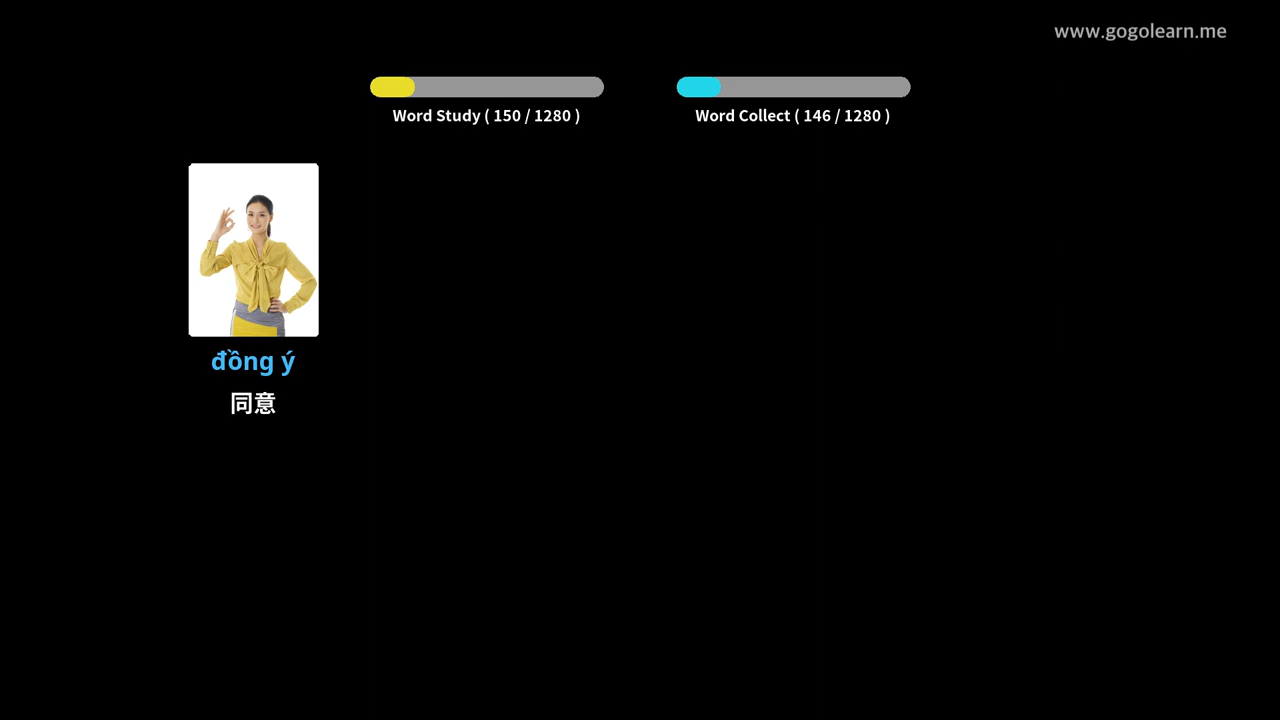 www.gogolearn.me
Word Study ( 150 / 1280 )
Word Collect ( 146 / 1280 )
đồng ý
同意